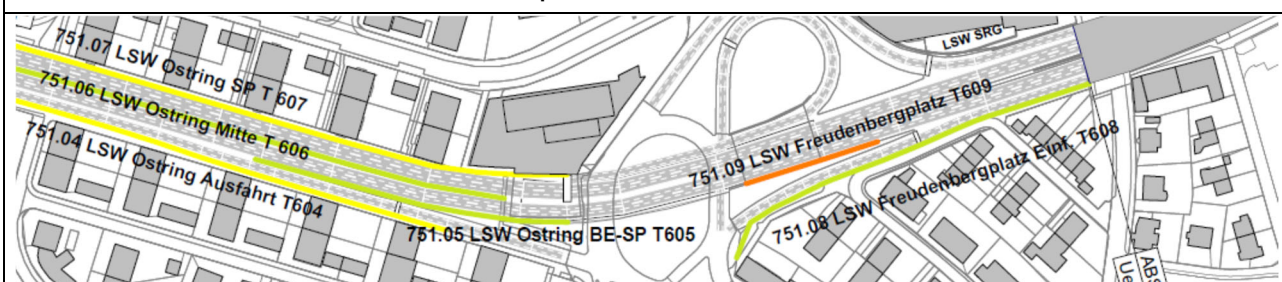 LSW SRG
751.07 LSW Ostring SP T 607
751.06 LSW Ostring Mitte T 606
751.04 LSW Ostring Ausfahrt T604
751.05 LSW Ostring BE-SP T605
751.09 LSW Freudenbergplatz T609
751.08 LSW Freudenbergplatz Einf. T608